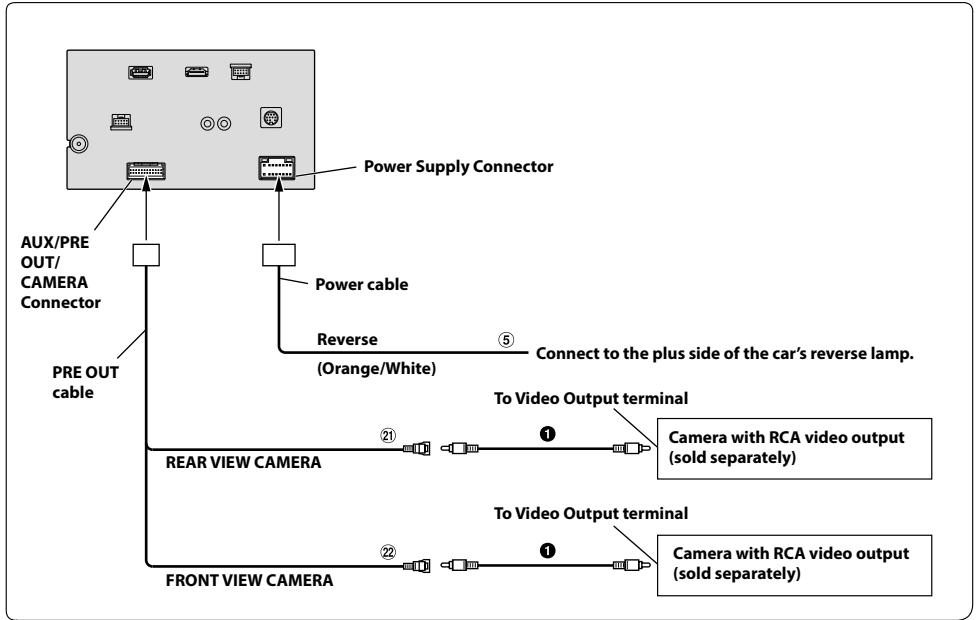 Power Supply Connector
AUX/PRE
OUT/
CAMERA
Connector
Power cable
Reverse
⑤
(Orange/White)
Connect to the plus side of the car’s reverse lamp.
PRE OUT
cable
To Video Output terminal
㉑
❶
Camera with RCA video output
(sold separately)
REAR VIEW CAMERA
To Video Output terminal
㉒
❶
Camera with RCA video output
(sold separately)
FRONT VIEW CAMERA